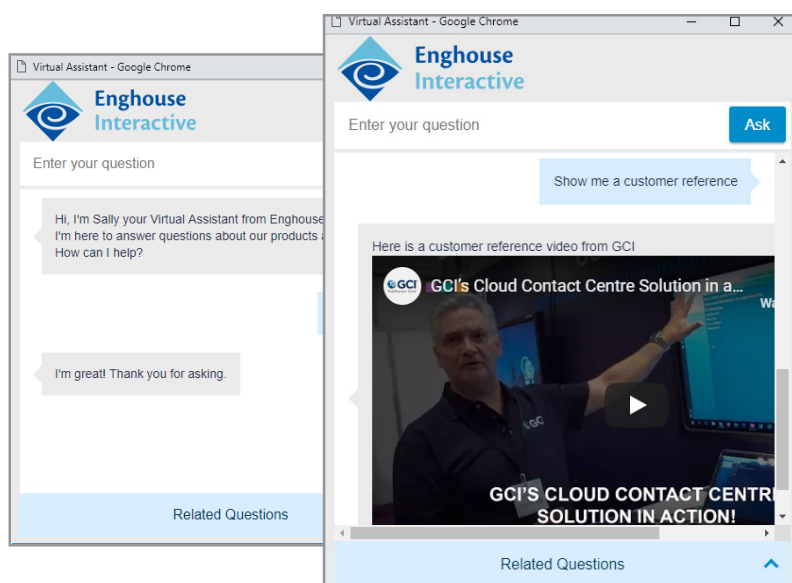 Virtual Assistant - Google Chrome
Enghouse
Interactive
Enter your question
Hi, I'm Sally your Virtual Assistant from Enghouse
I'm here to answer questions about our products
How can I help?
I'm great! Thank you for asking.
Related Questions
Virtual Assistant - Google Chrome
Enghouse
Interactive
Enter your question
Ask
Show me a customer reference
Here is a customer reference video from GCI
GCI
GCI's Cloud Contact Centre Solution in a...
GCI
GCI'S CLOUD CONTACT CENTR
SOLUTION IN ACTION!
Related Questions